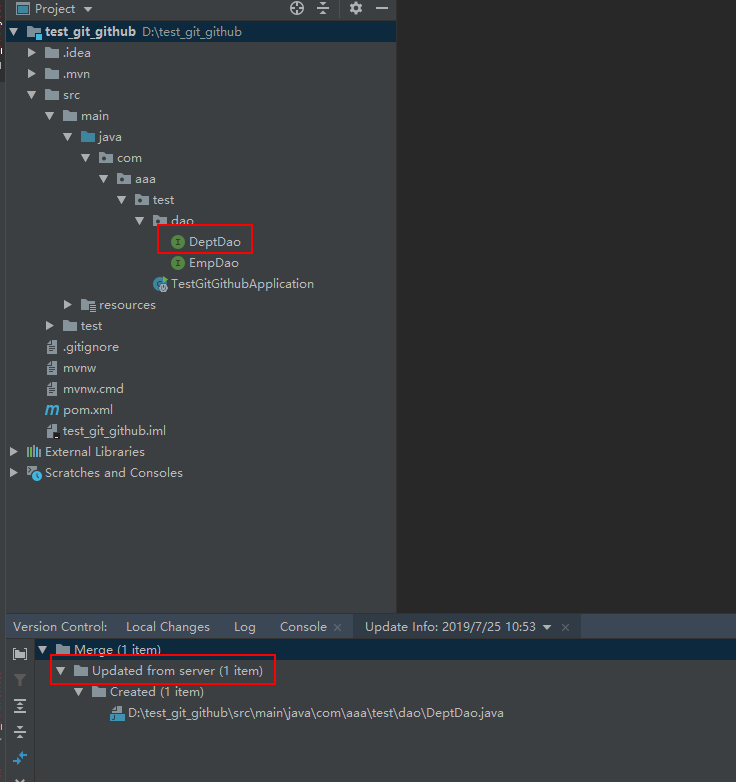 Project
test_git_github D:\test_git_github
.idea
.mvn
src
main
java
com
aaa
test
dao
DeptDao
EmpDao
TestGitGithubApplication
resources
test
.gitignore
mvnw
mvnw.cmd
pom.xml
test_git_github.iml
External Libraries
Scratches and Consoles
Version Control: Local Changes Log Console Update Info: 2019/7/25 10:53
Merge (1 item)
Updated from server (1 item)
Created (1 item)
D:\test_git_github\src\main\java\com\aaa\test\dao\DeptDao.java